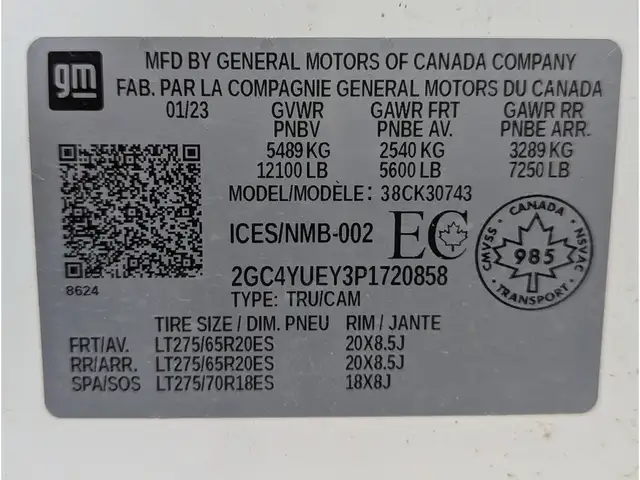 gm
MFD BY GENERAL MOTORS OF CANADA COMPANY
FAB. PAR LA COMPAGNIE GENERAL MOTORS DU CANADA
01/23 GVWR GAWR FRT GAWR RR
PNBV PNBE AV. PNBE ARR.
5489 KG 2540 KG 3289 KG
12100 LB 5600 LB 7250 LB
MODEL/MODÈLE: 38CK30743
ICES/NMB-002 EC
CANADA
CMVSS 985 NSVAC
TRANSPORT
2GC4YUEY3P1720858
8624
TYPE: TRU/CAM
TIRE SIZE / DIM. PNEU RIM / JANTE
FRT/AV. LT275/65R20ES 20X8.5J
RR/ARR. LT275/65R20ES 20X8.5J
SPA/SOS LT275/70R18ES 18X8J